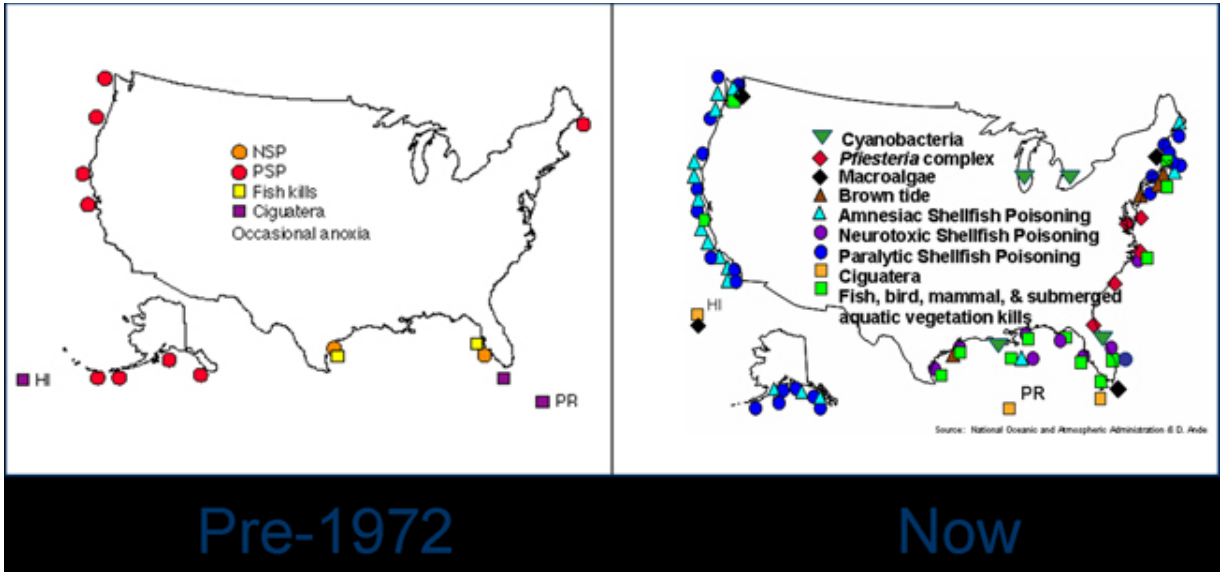 NSP
PSP
Fish kills
Ciguatera
Occasional anoxia
HI
PR
Cyanobacteria
Pfiesteria complex
Macroalgae
Brown tide
Amnesiac Shellfish Poisoning
Neurotoxic Shellfish Poisoning
Paralytic Shellfish Poisoning
Ciguatera
Fish, bird, mammal, & submerged
aquatic vegetation kills
HI
PR
Source: National Oceanic and Atmospheric Administration & D. Ande
Pre-1972
Now